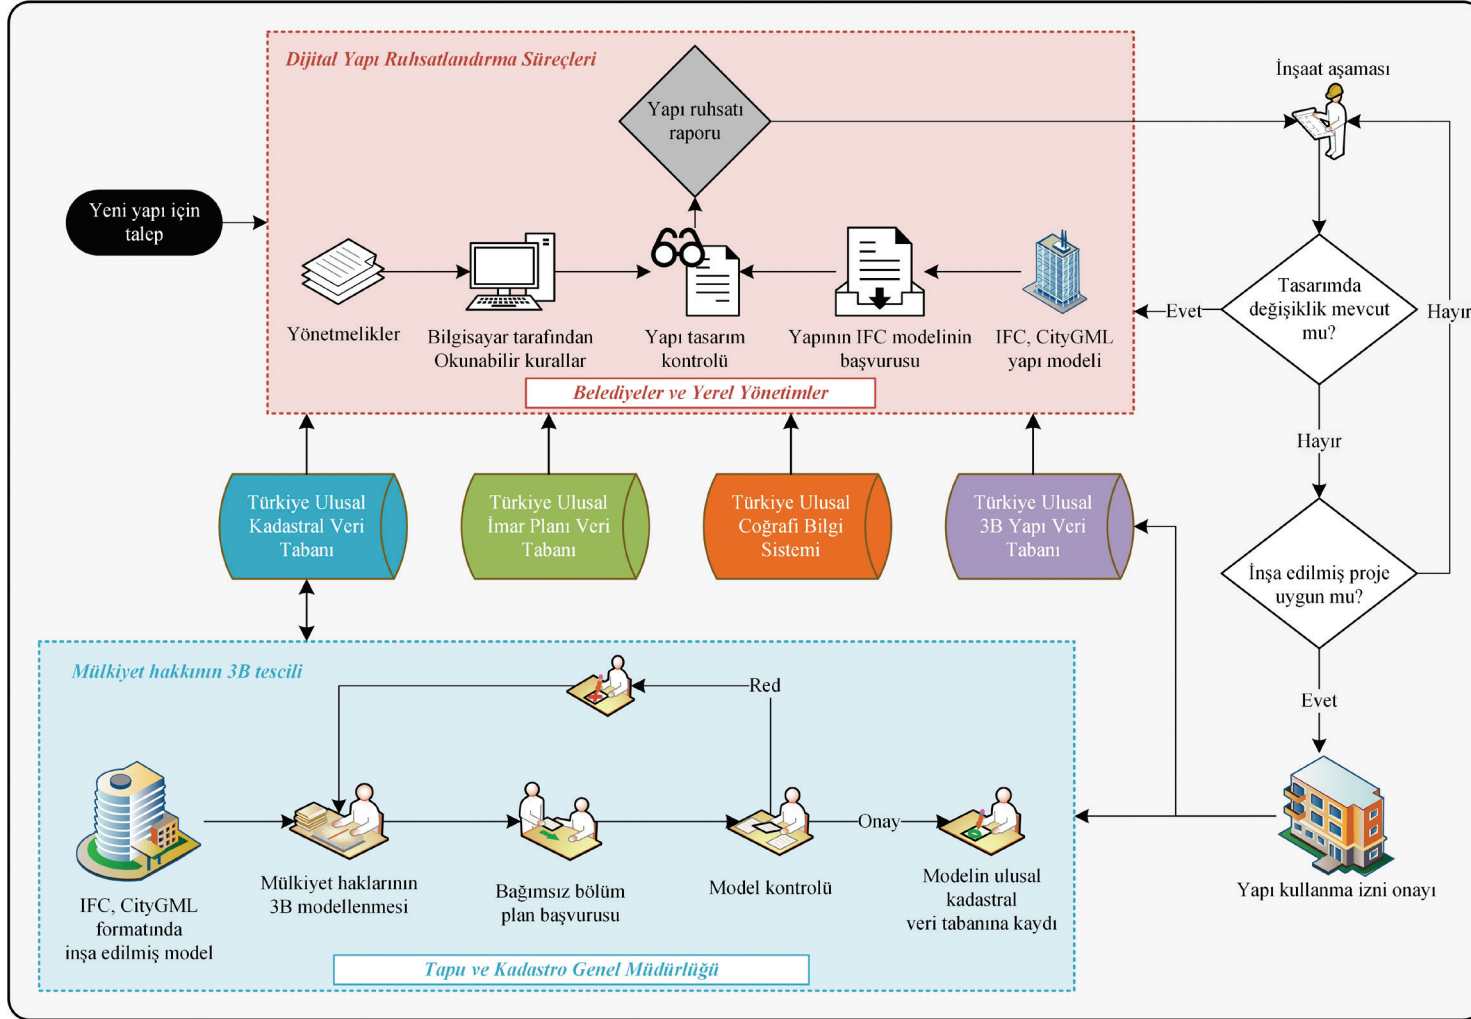 Dijital Yapı Ruhsatlandırma Süreçleri
Yapı ruhsatı
raporu
İnşaat aşaması
Yeni yapı için
talep
Yönetmelikler
Bilgisayar tarafından
Okunabilir kurallar
Yapı tasarım
kontrolü
Yapının IFC modelinin
başvurusu
IFC, CityGML
yapı modeli
Belediyeler ve Yerel Yönetimler
Evet
Tasarımda
değişiklik mevcut
mu?
Hayır
Hayır
Türkiye Ulusal
Kadastral Veri
Tabanı
Türkiye Ulusal
İmar Planı Veri
Tabanı
Türkiye Ulusal
Coğrafi Bilgi
Sistemi
Türkiye Ulusal
3B Yapı Veri
Tabanı
İnşa edilmiş proje
uygun mu?
Evet
Mülkiyet hakkının 3B tescili
Red
Onay
IFC, CityGML
formatında
inşa edilmiş model
Mülkiyet haklarının
3B modellenmesi
Bağımsız bölüm
plan başvurusu
Model kontrolü
Modelin ulusal
kadastral
veri tabanına kaydı
Yapı kullanma izni onayı
Tapu ve Kadastro Genel Müdürlüğü